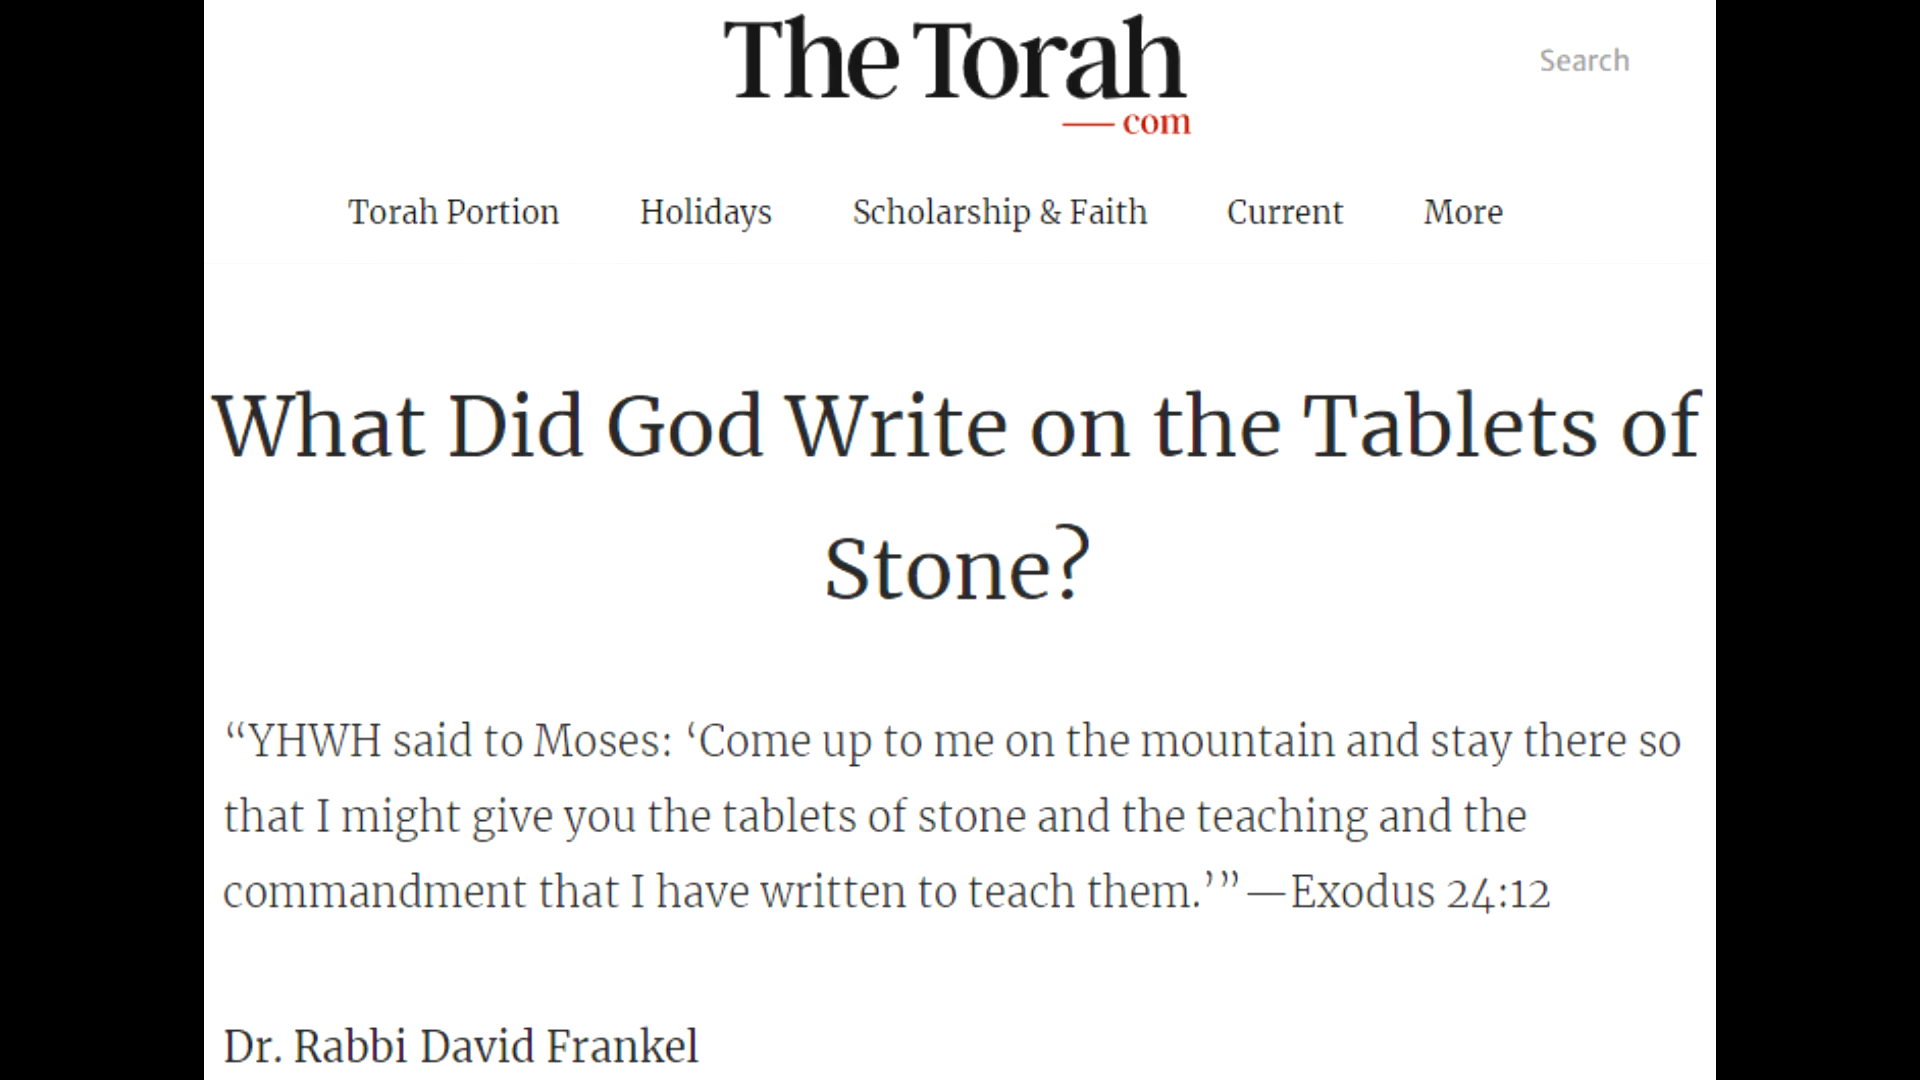 The Torah
com
Search
Torah Portion Holidays Scholarship & Faith Current More
What Did God Write on the Tablets of
Stone?
“YHWH said to Moses: ‘Come up to me on the mountain and stay there so
that I might give you the tablets of stone and the teaching and the
commandment that I have written to teach them.’”—Exodus 24:12
Dr. Rabbi David Frankel